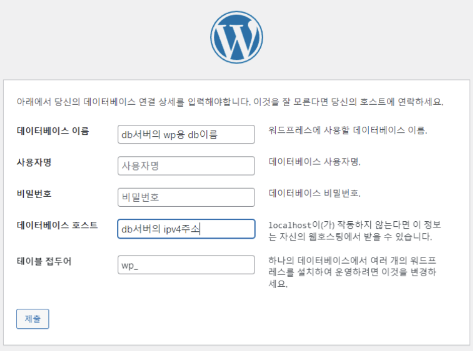 아래에서 당신의 데이터베이스 연결 상세를 입력해야합니다. 이것을 잘 모른다면 당신의 호스트에 연락하세요.
데이터베이스 이름
db서버의 wp용 db이름
워드프레스에 사용할 데이터베이스 이름.
사용자명
사용자명
데이터베이스 사용자명.
비밀번호
비밀번호
데이터베이스 비밀번호.
데이터베이스 호스트
db서버의 ipv4주소
localhost이(가) 작동하지 않는다면 이 정보
는 자신의 웹호스팅에서 받을 수 있습니다.
테이블 접두어
wp_
하나의 데이터베이스에서 여러 개의 워드프
레스를 설치하여 운영하려면 이것을 변경하
세요.
제출